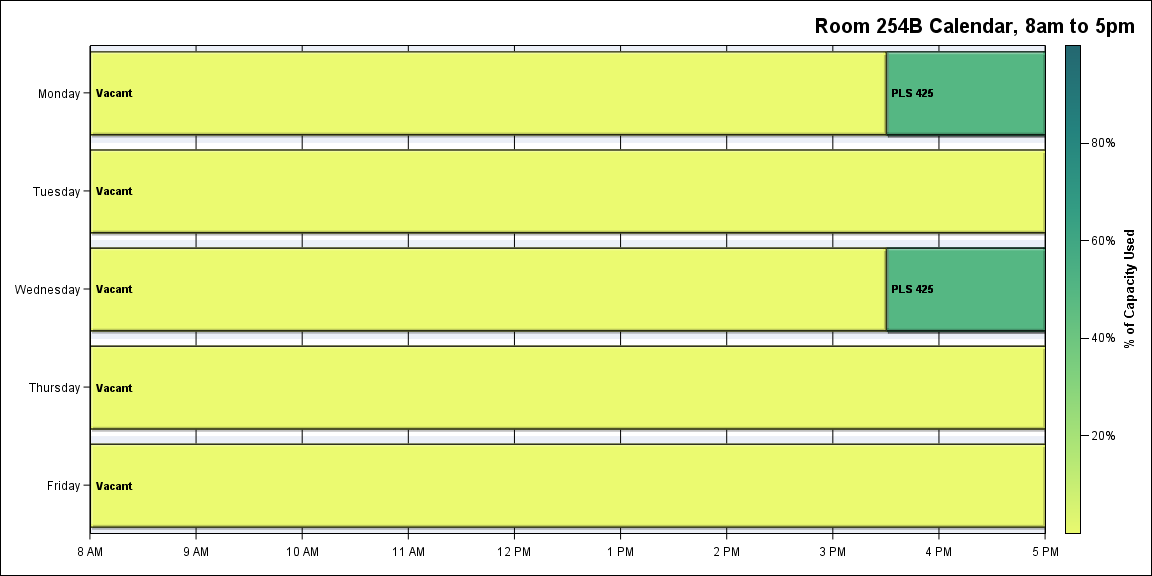 Room 254B Calendar, 8am to 5pm
Monday Vacant PLS 425
Tuesday Vacant
Wednesday Vacant PLS 425
Thursday Vacant
Friday Vacant
8 AM 9 AM 10 AM 11 AM 12 PM 1 PM 2 PM 3 PM 4 PM 5 PM
80%
60%
40%
20%
% of Capacity Used